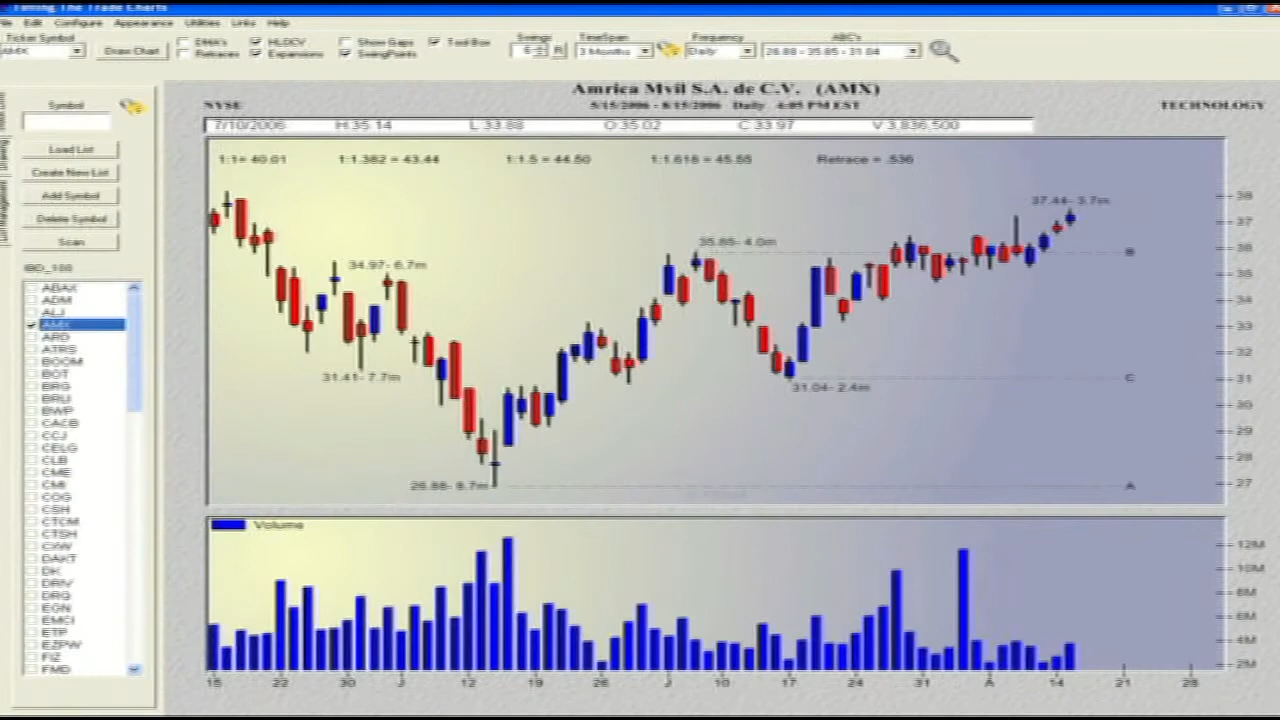 Timing The Trade Charts
File Edit Configure Appearance Utilities Links Help
Ticker Symbol
AMX
Draw Chart
DMA's
Retraces
HLOCV
Expansions
Show Gaps
SwingPoints
Tool Box
Swings
6
R
TimeSpan
3 Months
Frequency
Daily
ABC's
26.88 - 35.85 - 31.04
Symbol
Load List
Create New List
Add Symbol
Delete Symbol
Scan
IBD_100
ABAX
ADM
ALJ
AMX
ARD
ATRS
BOOM
BOT
BRG
BRLI
BWP
CACB
CCJ
CELG
CLB
CME
CMI
COG
CSH
CTCM
CTSH
CXW
DAKT
DK
DRIV
DRQ
EGN
EMCI
ETP
EZPW
FIZ
FMD
Amrica Mvil S.A. de C.V. (AMX)
NYSE
5/15/2006 - 8/15/2006 Daily 4:05 PM EST
TECHNOLOGY
7/10/2006 H:35.14 L:33.88 O:35.02 C:33.97 V:3,836,500
1:1= 40.01 1:1.382 = 43.44 1:1.5 = 44.50 1:1.618 = 45.55 Retrace = .536
37.44- 3.7m
35.85- 4.0m
34.97- 6.7m
31.41- 7.7m
31.04- 2.4m
26.88- 8.7m
B
C
A
38
37
36
35
34
33
32
31
30
29
28
27
Volume
12M
10M
8M
6M
4M
2M
15 22 30 J 12 19 26 J 10 17 24 31 A 14 21 28